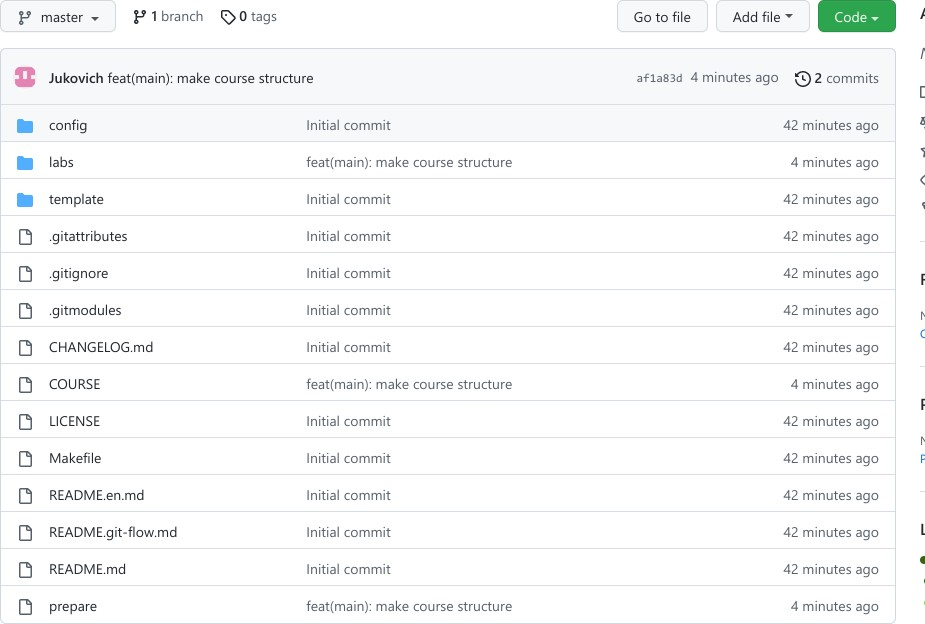 master 1 branch 0 tags Go to file Add file Code
Jukovich feat(main): make course structure af1a83d 4 minutes ago 2 commits
config Initial commit 42 minutes ago
labs feat(main): make course structure 4 minutes ago
template Initial commit 42 minutes ago
.gitattributes Initial commit 42 minutes ago
.gitignore Initial commit 42 minutes ago
.gitmodules Initial commit 42 minutes ago
CHANGELOG.md Initial commit 42 minutes ago
COURSE feat(main): make course structure 4 minutes ago
LICENSE Initial commit 42 minutes ago
Makefile Initial commit 42 minutes ago
README.en.md Initial commit 42 minutes ago
README.git-flow.md Initial commit 42 minutes ago
README.md Initial commit 42 minutes ago
prepare feat(main): make course structure 4 minutes ago